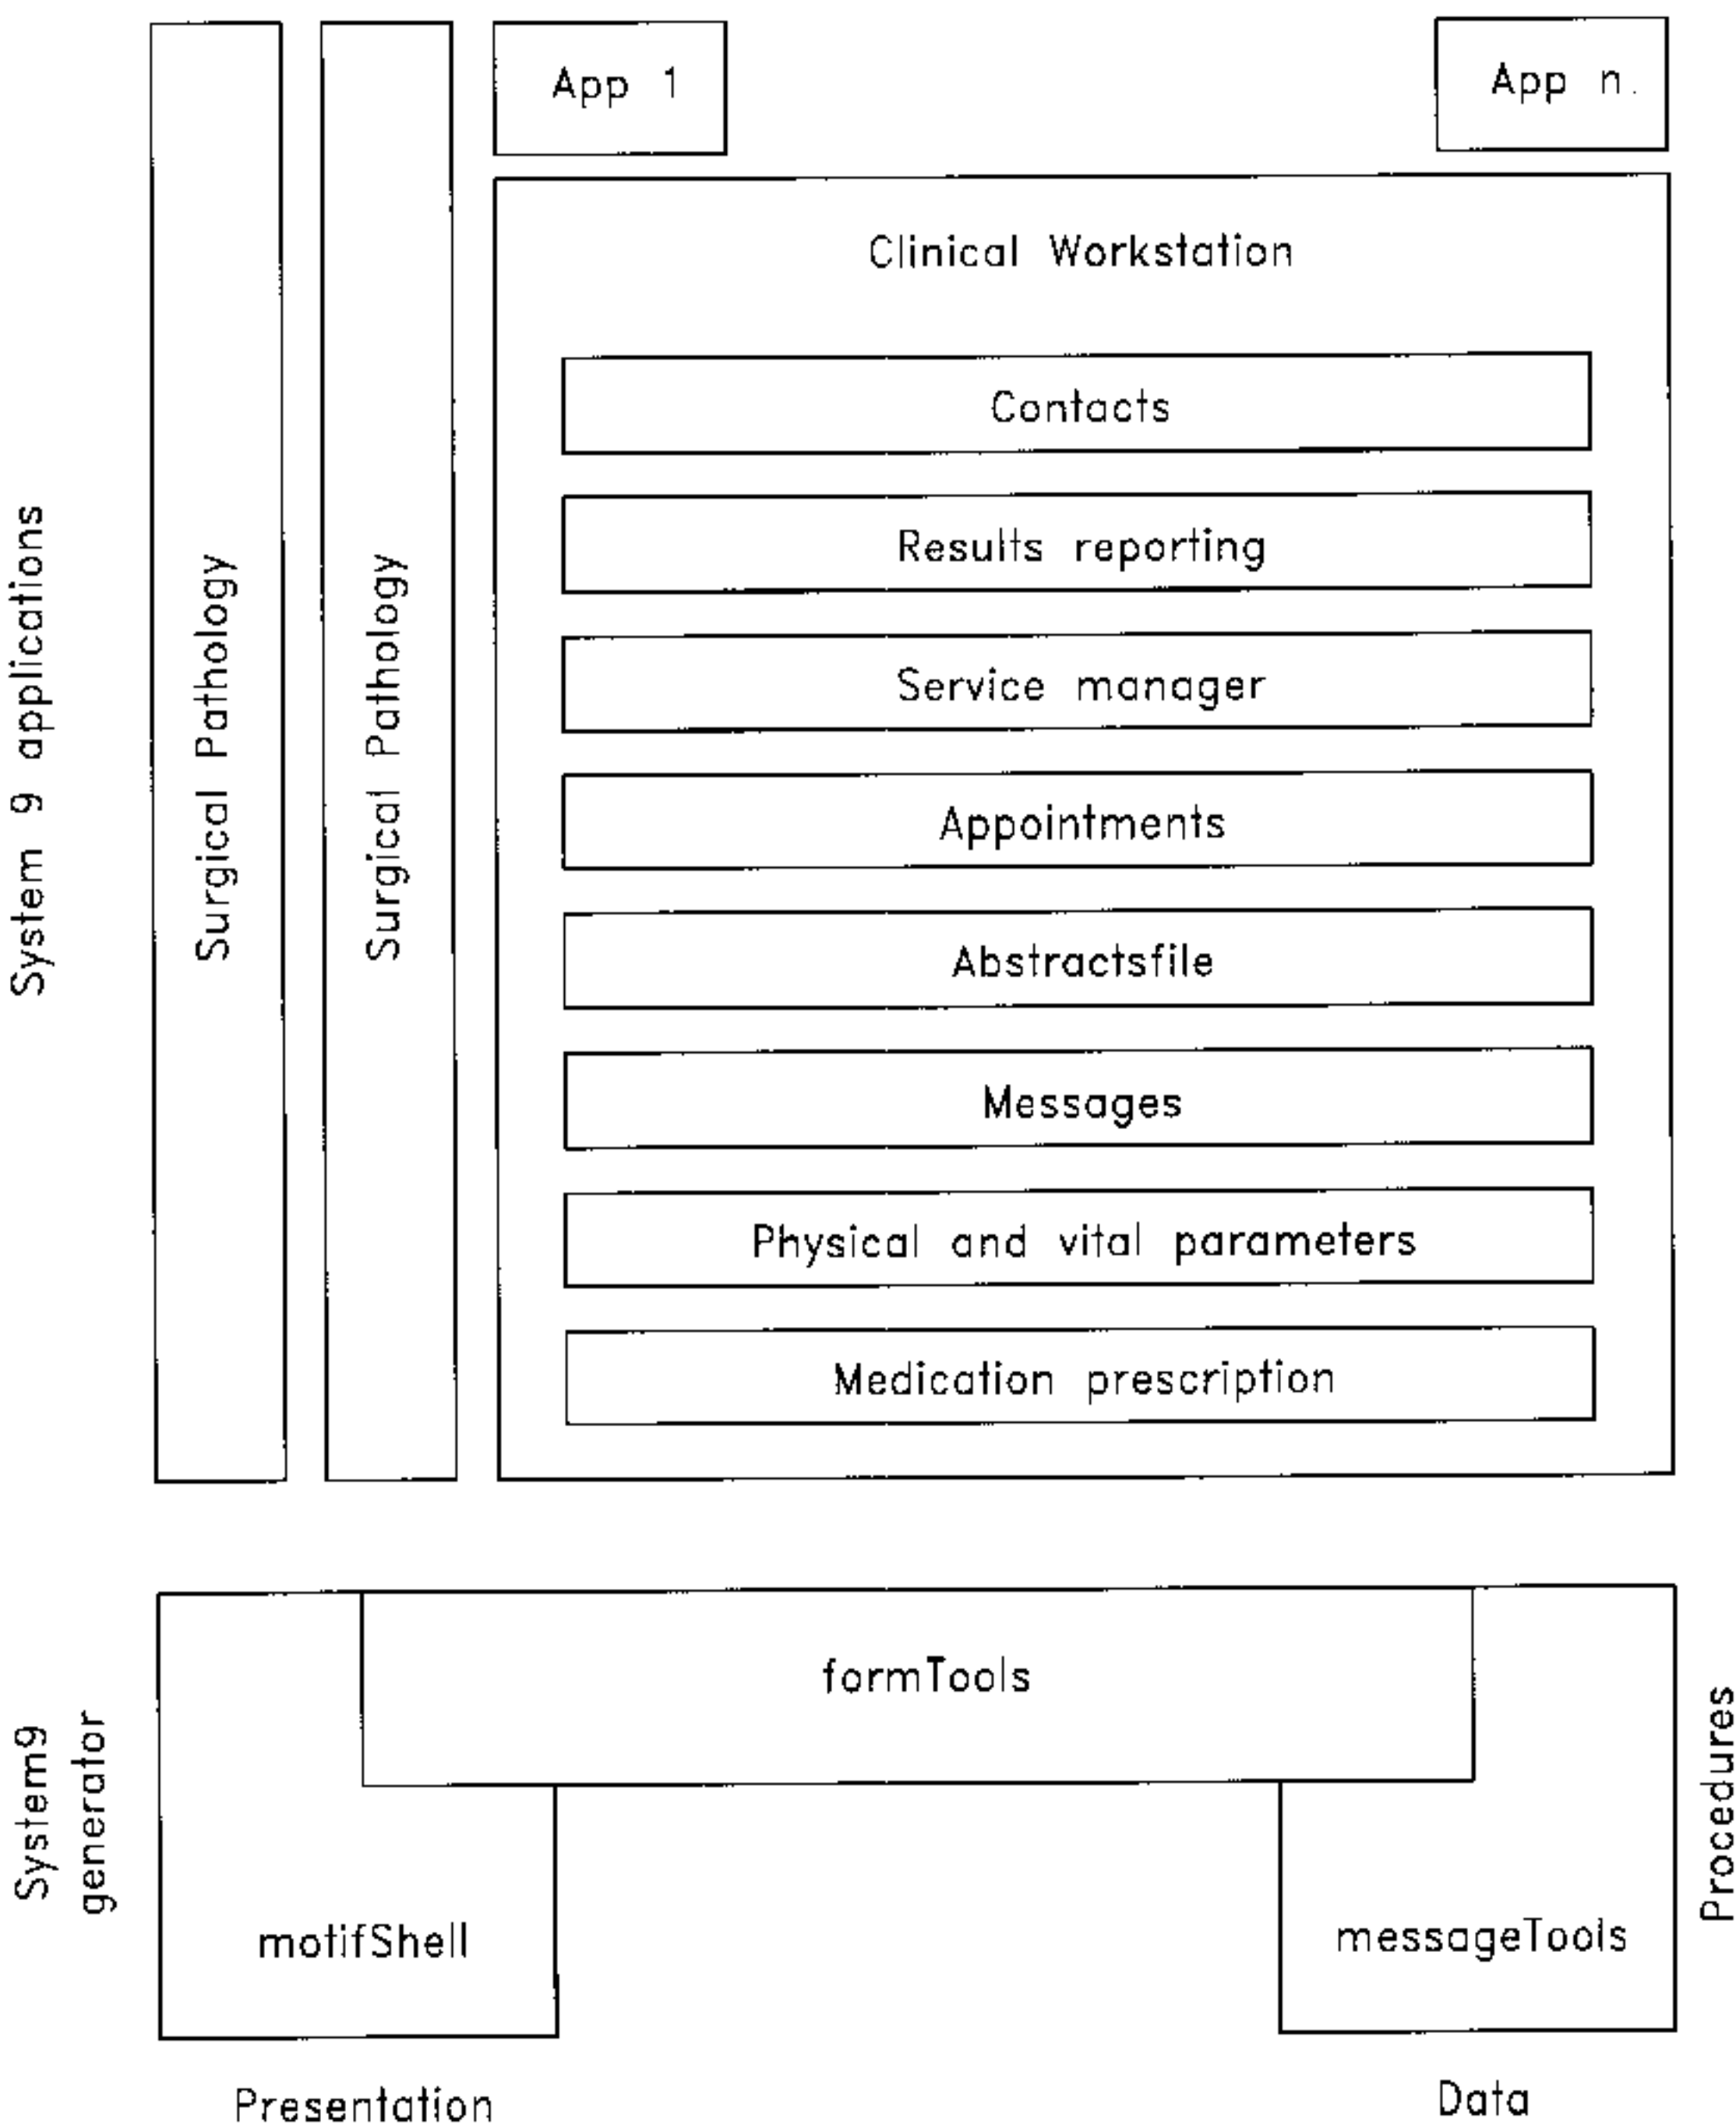 App 1
App n.
Clinical Workstation
Contacts
Results reporting
Service manager
Appointments
Abstractsfile
Messages
Physical and vital parameters
Medication prescription
System 9 applications
Surgical Pathology
Surgical Pathology
formTools
motifShell
messageTools
System9
generator
Procedures
Presentation
Data